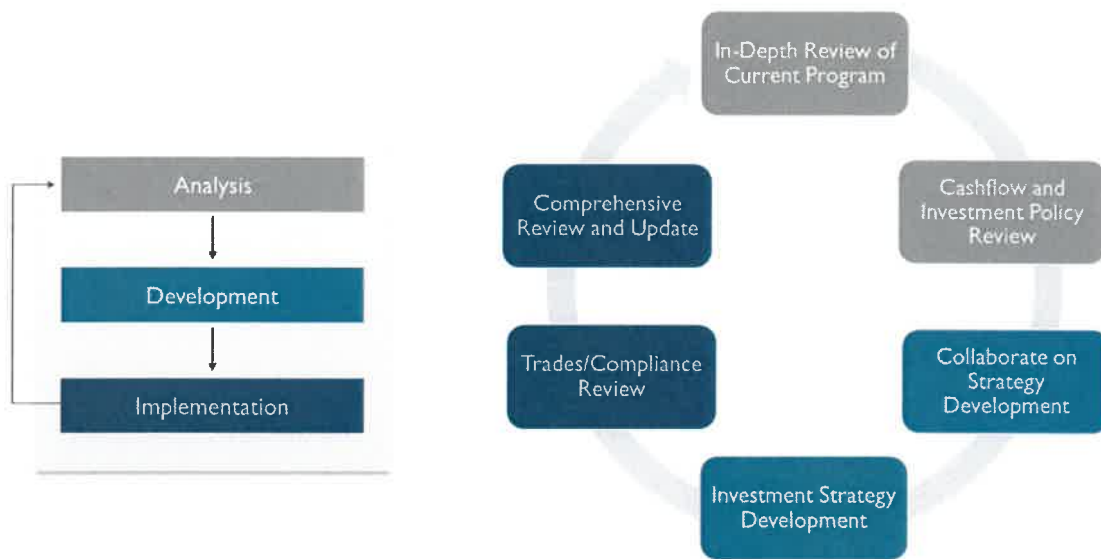 Analysis
Development
Implementation
In-Depth Review of
Current Program
Cashflow and
Investment Policy
Review
Collaborate on
Strategy
Development
Investment Strategy
Development
Trades/Compliance
Review
Comprehensive
Review and Update